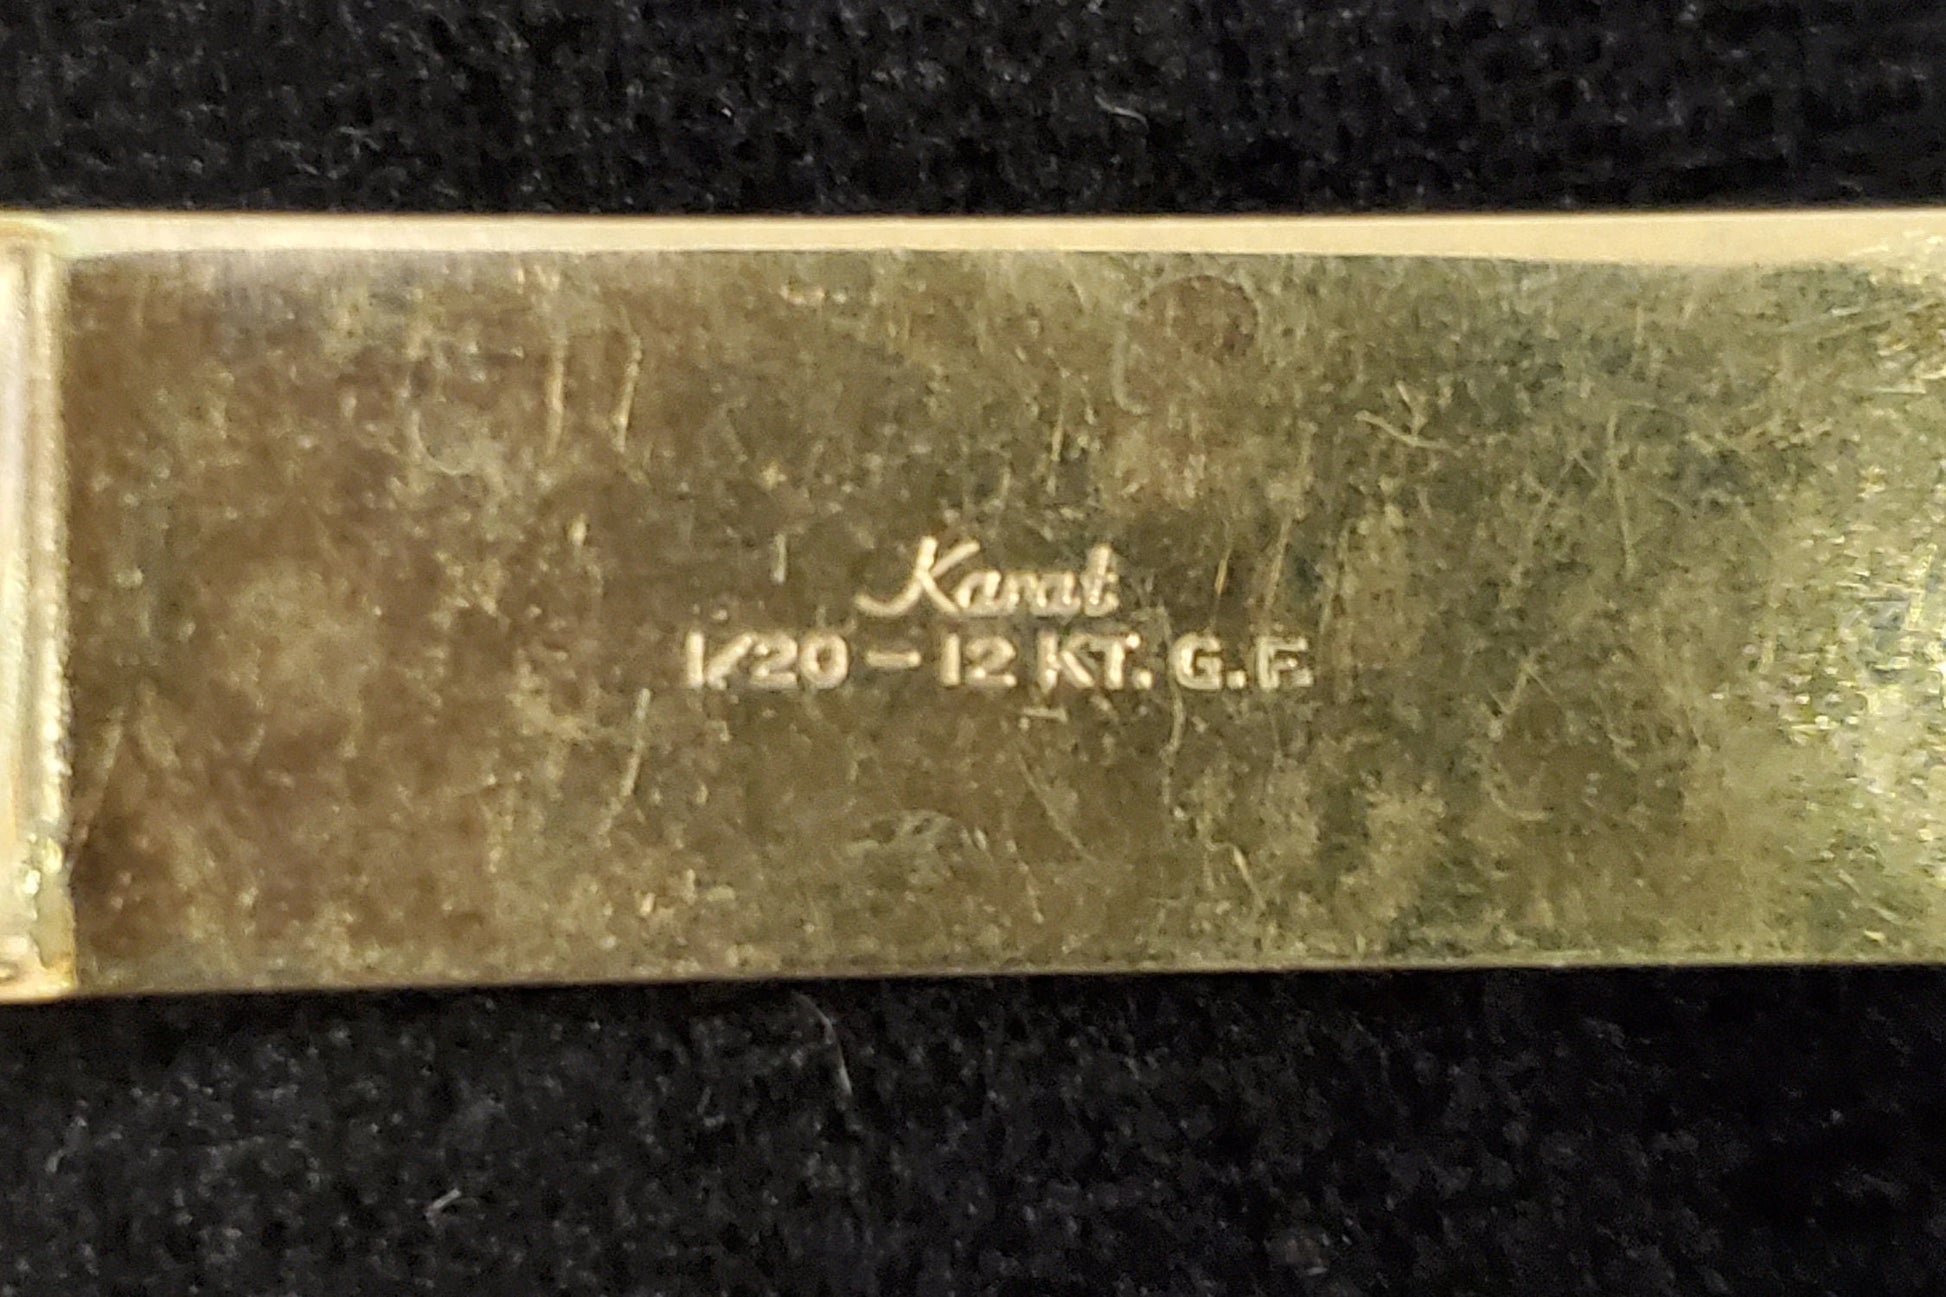 Karat
1/20 - 12 KT. G.F.